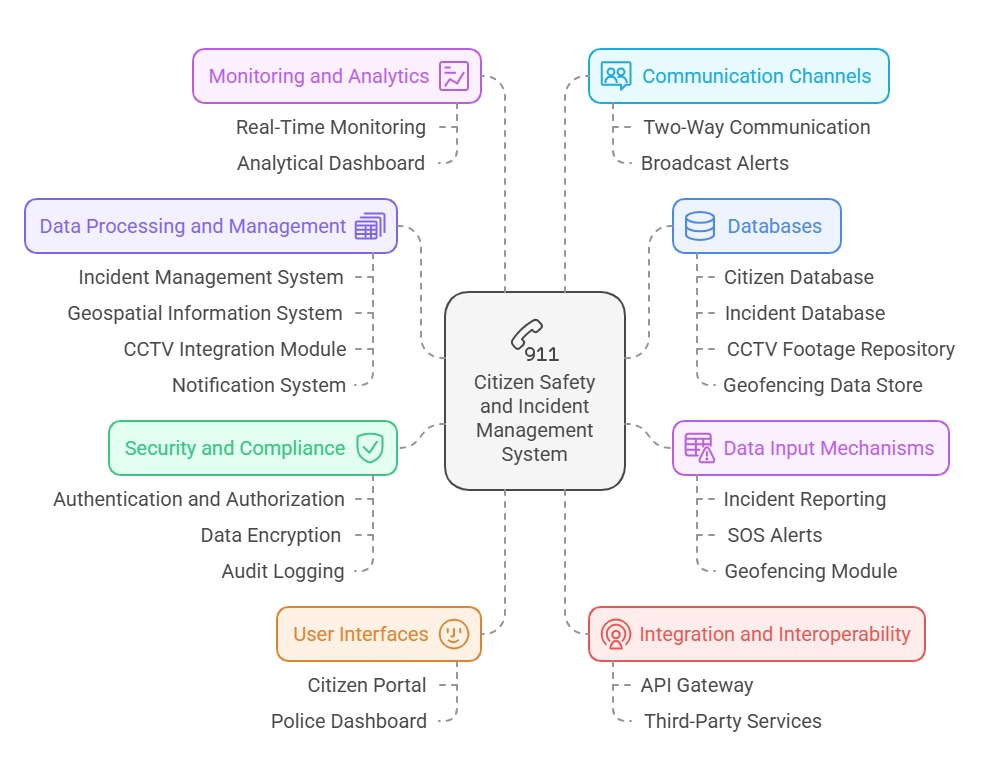 Monitoring and Analytics
Real-Time Monitoring
Analytical Dashboard
Data Processing and Management
Incident Management System
Geospatial Information System
CCTV Integration Module
Notification System
Security and Compliance
Authentication and Authorization
Data Encryption
Audit Logging
User Interfaces
Citizen Portal
Police Dashboard
911
Citizen Safety
and Incident
Management
System
Communication Channels
Two-Way Communication
Broadcast Alerts
Databases
Citizen Database
Incident Database
CCTV Footage Repository
Geofencing Data Store
Data Input Mechanisms
Incident Reporting
SOS Alerts
Geofencing Module
Integration and Interoperability
API Gateway
Third-Party Services